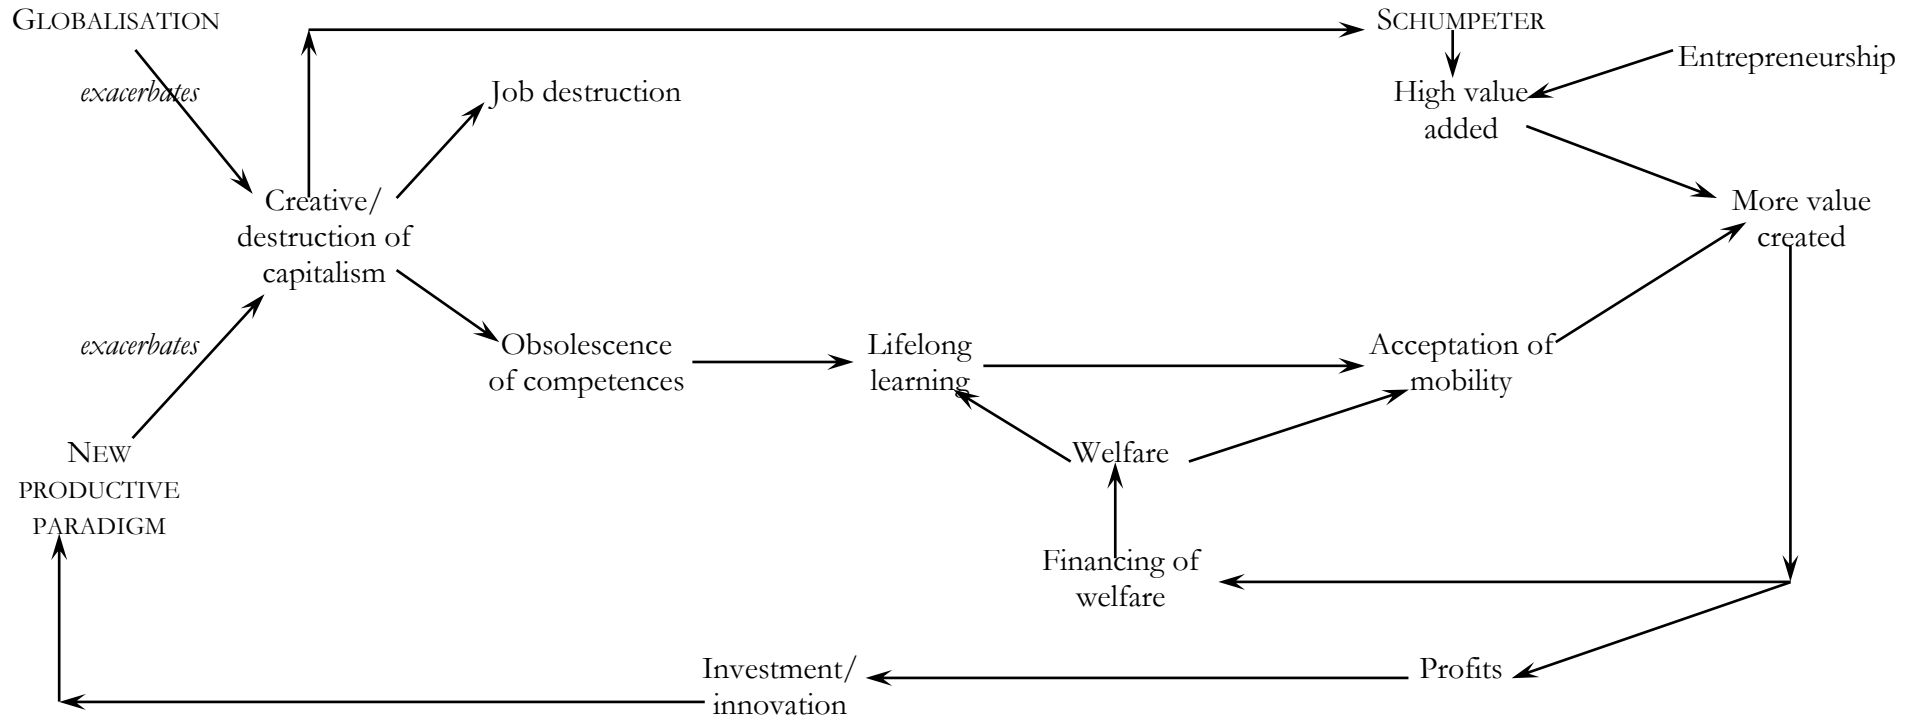 GLOBALISATION
SCHUMPETER
Entrepreneurship
exacerbates
Job destruction
High value
added
Creative/
destruction of
capitalism
More value
created
exacerbates
Obsolescence
of competences
Lifelong
learning
Acceptation of
mobility
NEW
PRODUCTIVE
PARADIGM
Welfare
Financing of
welfare
Investment/
innovation
Profits